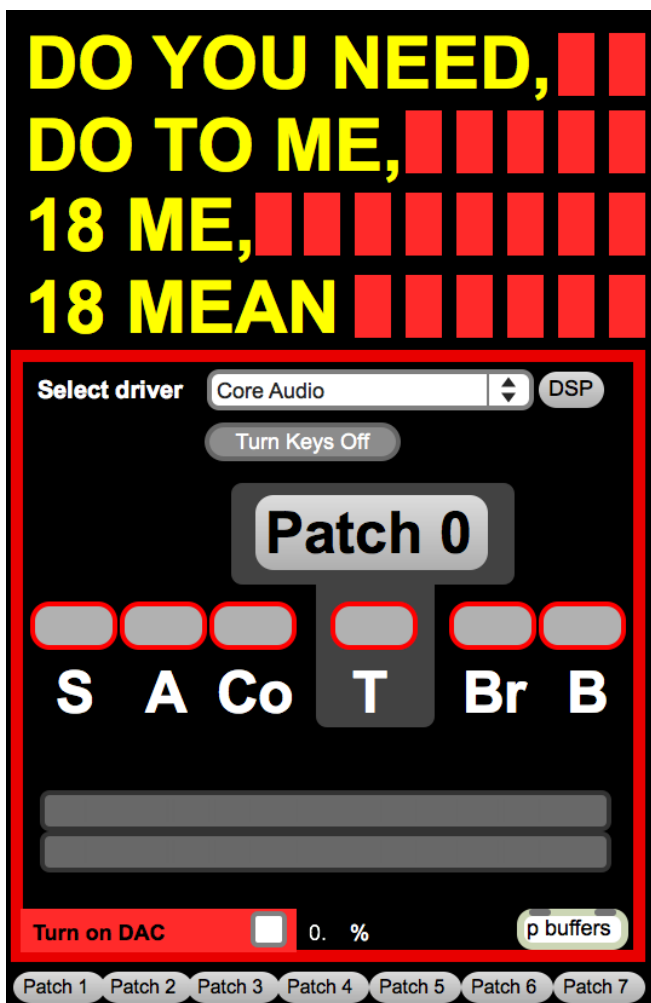 DO YOU NEED,
DO TO ME,
18 ME,
18 MEAN
Select driver Core Audio DSP
Turn Keys Off
Patch 0
S A Co T Br B
Turn on DAC 0. % p buffers
Patch 1 Patch 2 Patch 3 Patch 4 Patch 5 Patch 6 Patch 7